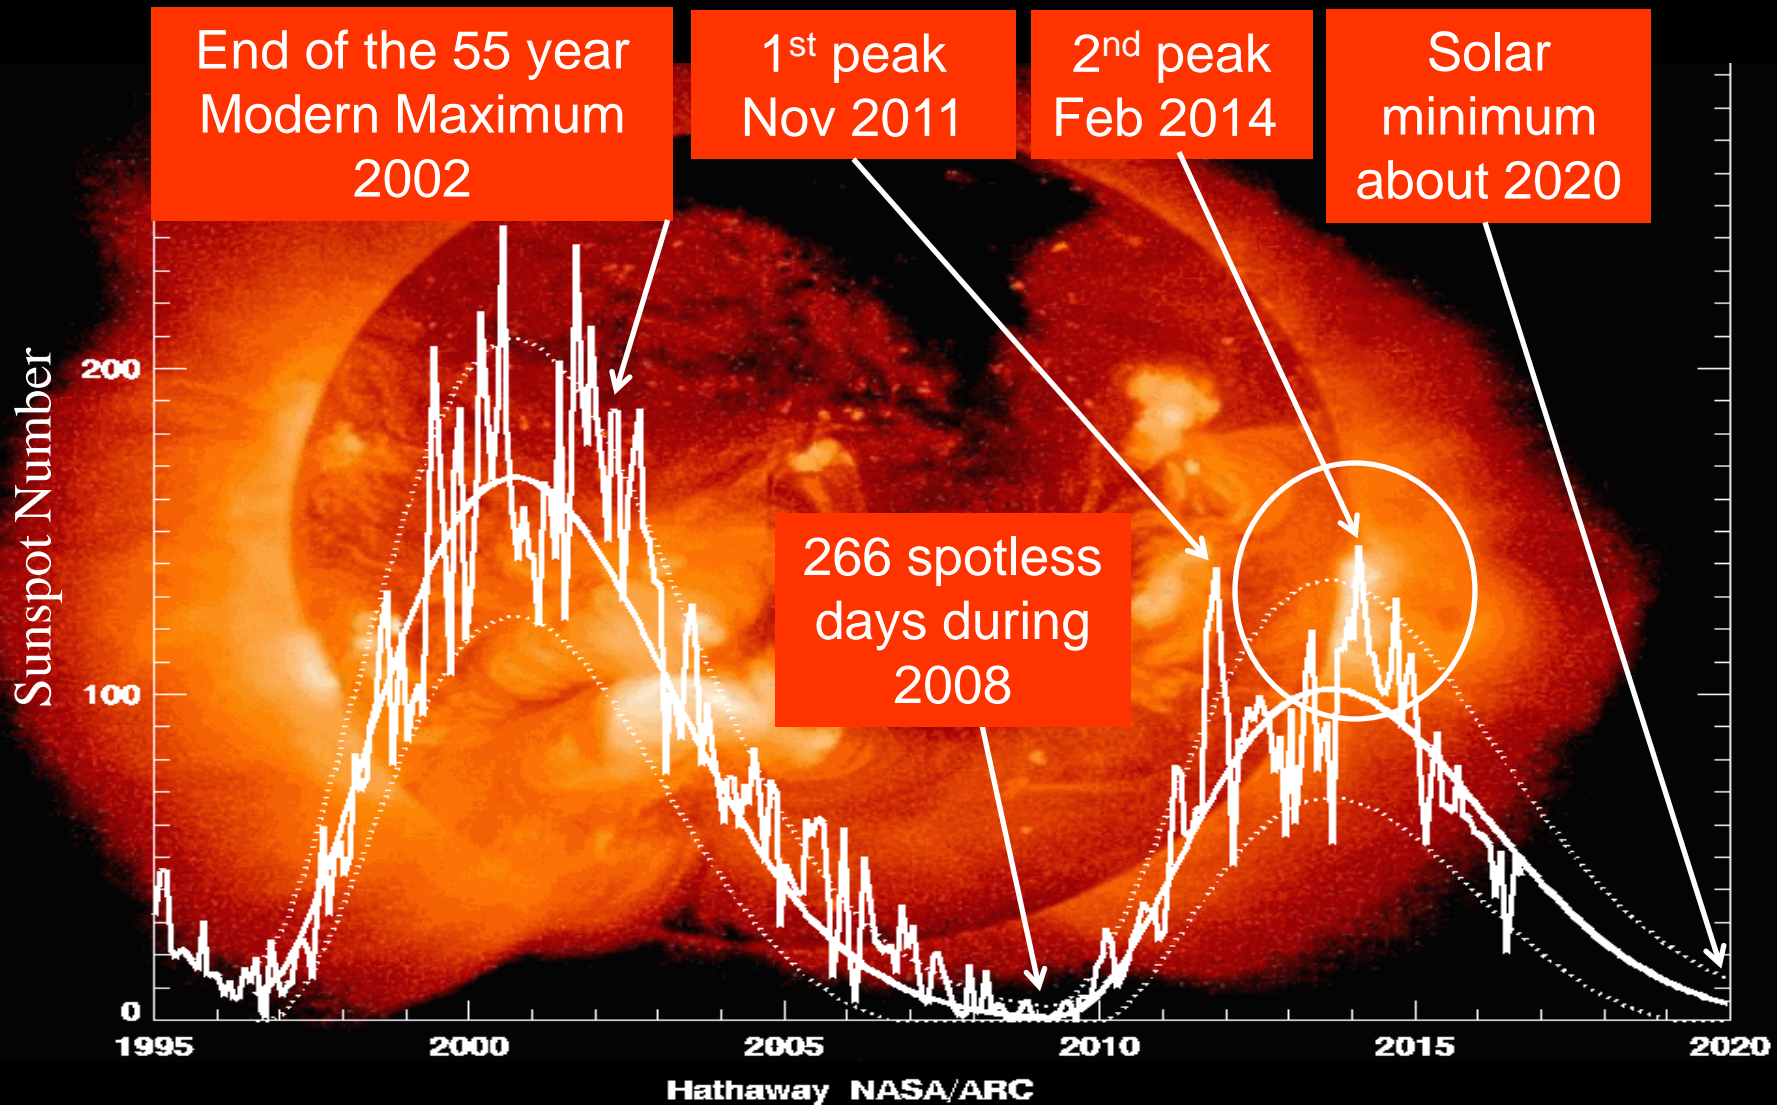 End of the 55 year
Modern Maximum
2002
1st peak
Nov 2011
2nd peak
Feb 2014
Solar
minimum
about 2020
266 spotless
days during
2008
Sunspot Number
200
100
0
1995 2000 2005 2010 2015 2020
Hathaway NASA/ARC